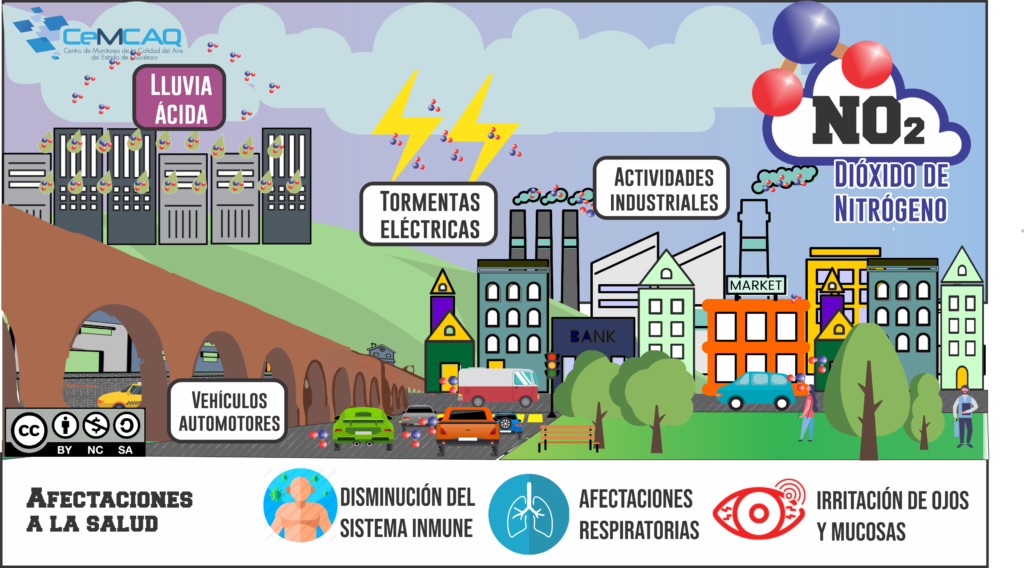 CeMCAQ
Centro de Monitoreo de la Calidad del Aire
del Estado de Querétaro
LLUVIA
ÁCIDA
NO2
DIÓXIDO DE
NITRÓGENO
TORMENTAS
ELÉCTRICAS
ACTIVIDADES
INDUSTRIALES
MARKET
BANK
VEHÍCULOS
AUTOMOTORES
cc
BY NC SA
AFECTACIONES
A LA SALUD
DISMINUCIÓN DEL
SISTEMA INMUNE
AFECTACIONES
RESPIRATORIAS
IRRITACIÓN DE OJOS
Y MUCOSAS